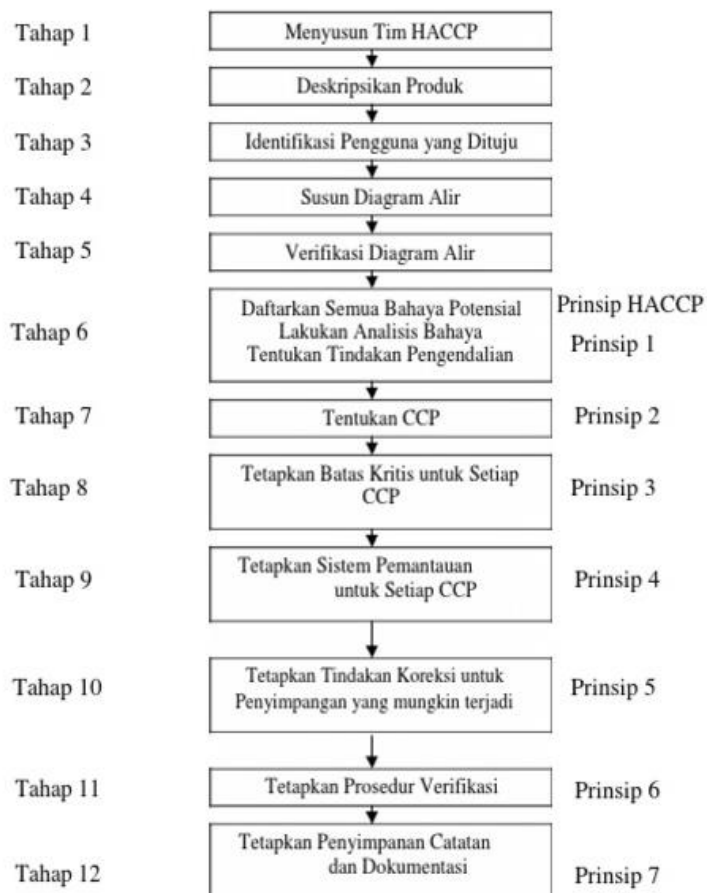 Tahap 1
Menyusun Tim HACCP
Tahap 2
Deskripsikan Produk
Tahap 3
Identifikasi Pengguna yang Dituju
Tahap 4
Susun Diagram Alir
Tahap 5
Verifikasi Diagram Alir
Tahap 6
Daftarkan Semua Bahaya Potensial
Lakukan Analisis Bahaya
Tentukan Tindakan Pengendalian
Prinsip HACCP
Prinsip 1
Tahap 7
Tentukan CCP
Prinsip 2
Tahap 8
Tetapkan Batas Kritis untuk Setiap
CCP
Prinsip 3
Tahap 9
Tetapkan Sistem Pemantauan
untuk Setiap CCP
Prinsip 4
Tahap 10
Tetapkan Tindakan Koreksi untuk
Penyimpangan yang mungkin terjadi
Prinsip 5
Tahap 11
Tetapkan Prosedur Verifikasi
Prinsip 6
Tahap 12
Tetapkan Penyimpanan Catatan
dan Dokumentasi
Prinsip 7